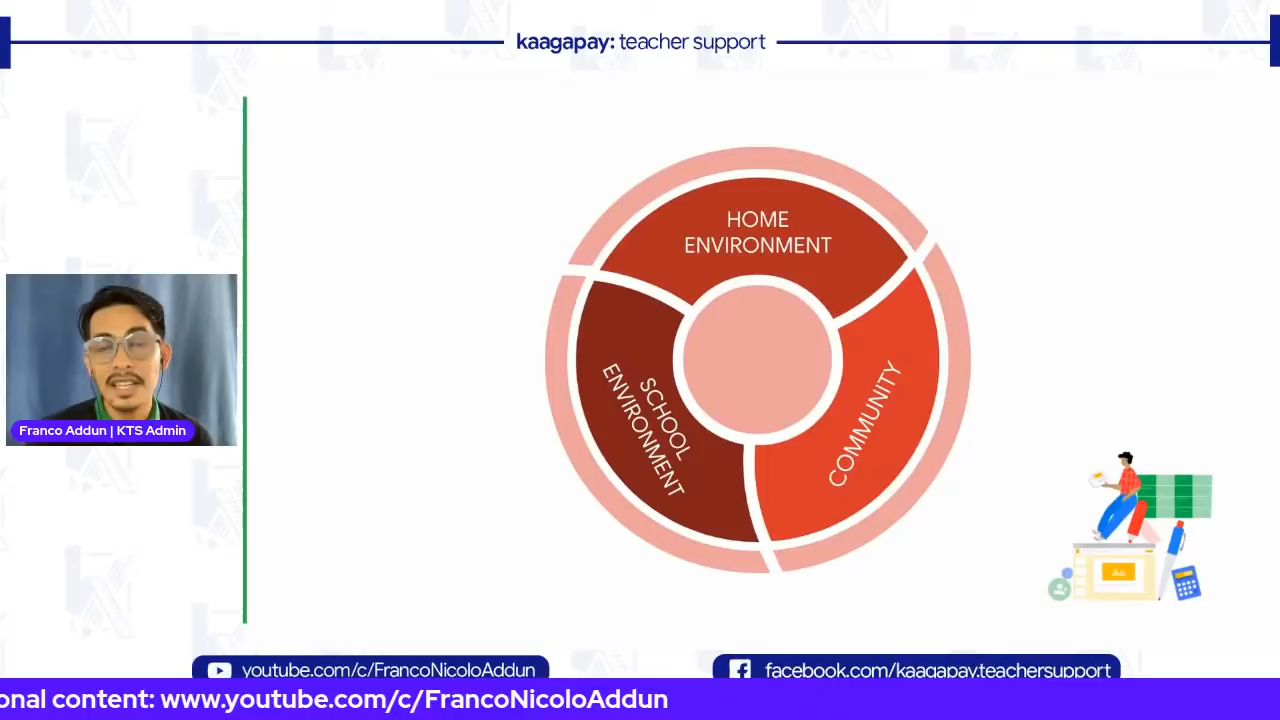 kaagapay: teacher support
HOME
ENVIRONMENT
SCHOOL
ENVIRONMENT
COMMUNITY
Franco Addun | KTS Admin
youtube.com/c/FrancoNicoloAddun
facebook.com/kaagapay.teachersupport
onal content: www.youtube.com/c/FrancoNicoloAddun